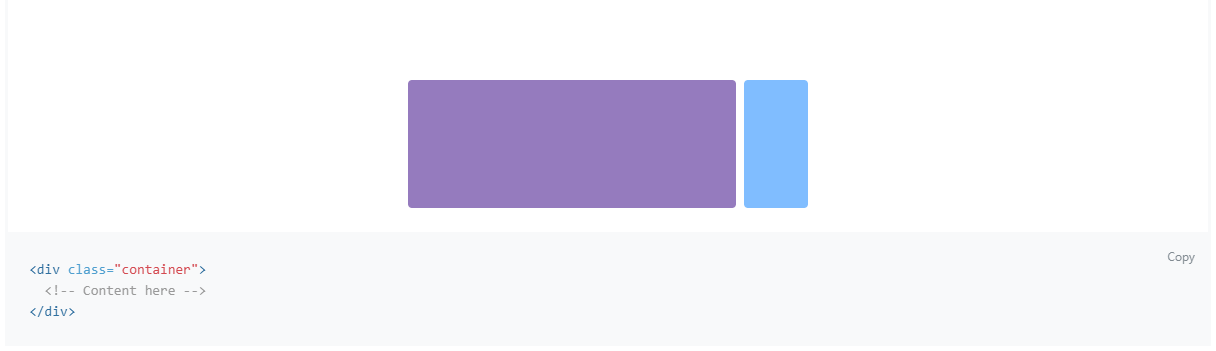 Copy
<div class="container">
  <!-- Content here -->
</div>